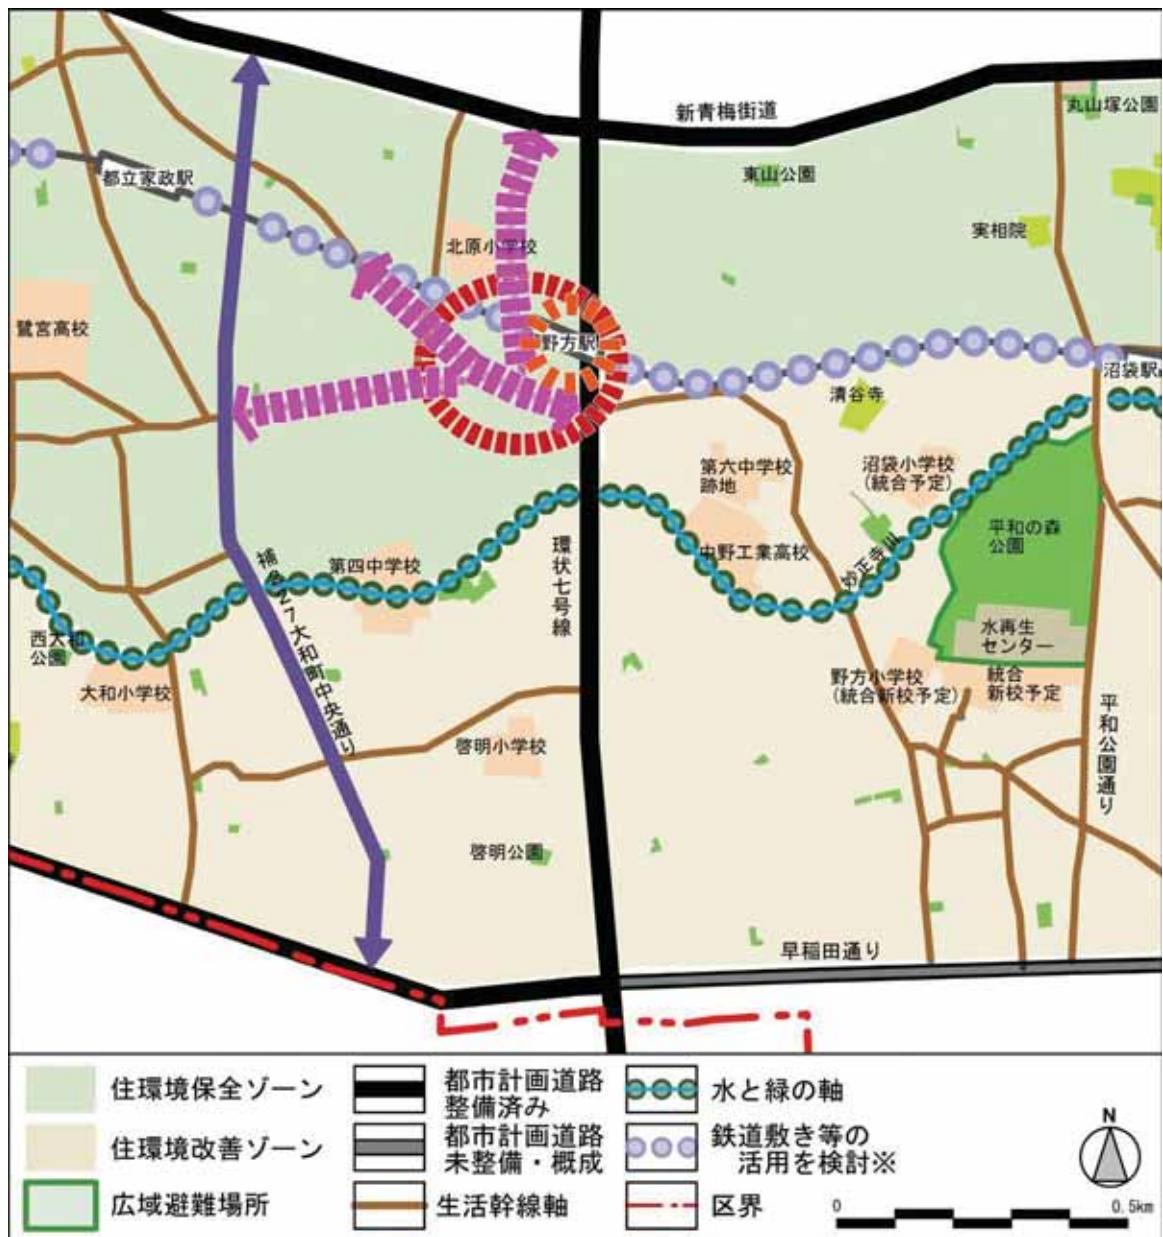 新青梅街道
丸山塚公園
都立家政駅
東山公園
実相院
北原小学校
鷺宮高校
野方駅
沼袋駅
清谷寺
第六中学校
跡地
沼袋小学校
(統合予定)
平和の森
公園
中野工業高校
妙正寺川
環状七号線
第四中学校
補助227大和町中央通り
西大和
公園
大和小学校
水再生
センター
野方小学校
(統合新校予定)
統合
新校予定
平和公園通り
啓明小学校
啓明公園
早稲田通り
住環境保全ゾーン
都市計画道路
整備済み
水と緑の軸
住環境改善ゾーン
都市計画道路
未整備・概成
鉄道敷き等の
活用を検討※
広域避難場所
生活幹線軸
区界
N
0
0.5km